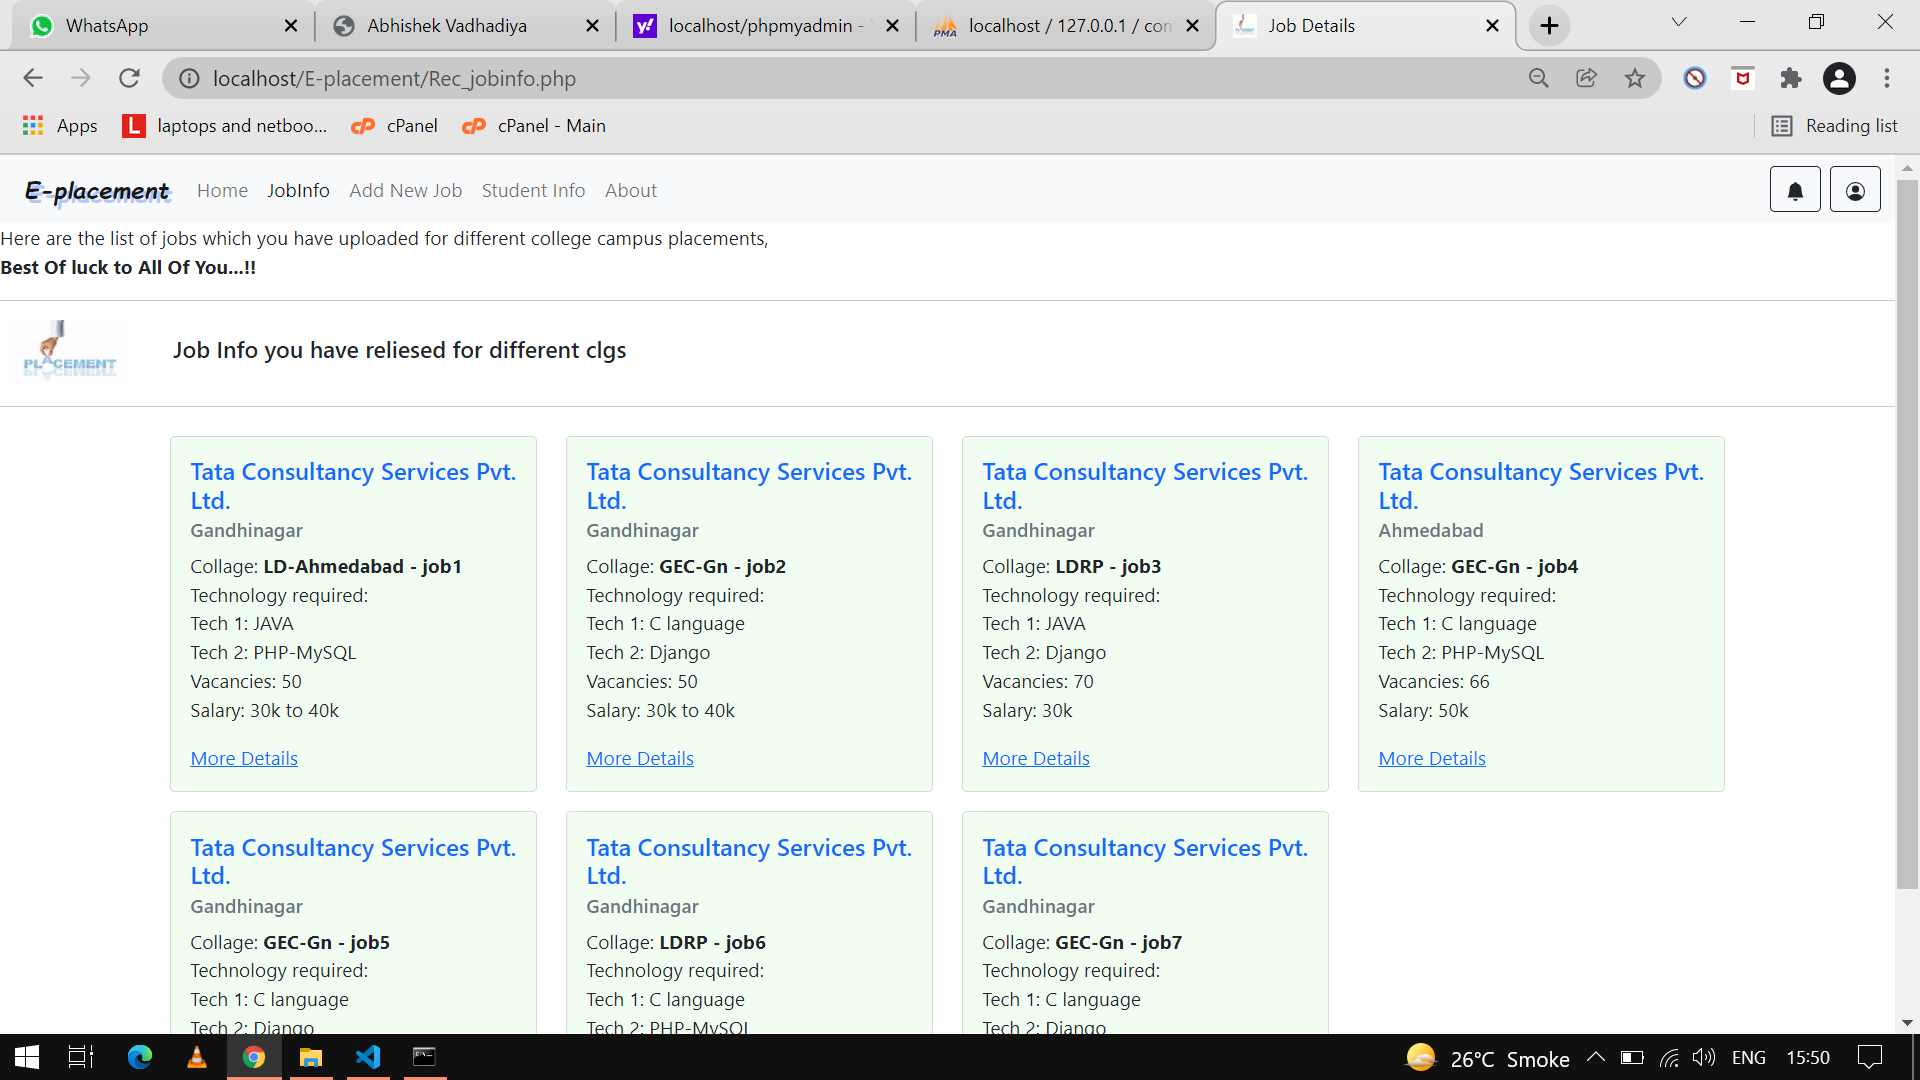 WhatsApp
Abhishek Vadhadiya
localhost/phpmyadmin -
localhost / 127.0.0.1 / con
Job Details
localhost/E-placement/Rec_jobinfo.php
Apps
laptops and netboo...
cPanel
cPanel - Main
Reading list
E-placement Home JobInfo Add New Job Student Info About
Here are the list of jobs which you have uploaded for different college campus placements,
Best Of luck to All Of You...!!
PLACEMENT
Job Info you have reliesed for different clgs
Tata Consultancy Services Pvt.
Ltd.
Gandhinagar
Collage: LD-Ahmedabad - job1
Technology required:
Tech 1: JAVA
Tech 2: PHP-MySQL
Vacancies: 50
Salary: 30k to 40k
More Details
Tata Consultancy Services Pvt.
Ltd.
Gandhinagar
Collage: GEC-Gn - job2
Technology required:
Tech 1: C language
Tech 2: Django
Vacancies: 50
Salary: 30k to 40k
More Details
Tata Consultancy Services Pvt.
Ltd.
Gandhinagar
Collage: LDRP - job3
Technology required:
Tech 1: JAVA
Tech 2: Django
Vacancies: 70
Salary: 30k
More Details
Tata Consultancy Services Pvt.
Ltd.
Ahmedabad
Collage: GEC-Gn - job4
Technology required:
Tech 1: C language
Tech 2: PHP-MySQL
Vacancies: 66
Salary: 50k
More Details
Tata Consultancy Services Pvt.
Ltd.
Gandhinagar
Collage: GEC-Gn - job5
Technology required:
Tech 1: C language
Tech 2: Django
Tata Consultancy Services Pvt.
Ltd.
Gandhinagar
Collage: LDRP - job6
Technology required:
Tech 1: C language
Tech 2: PHP-MySQL
Tata Consultancy Services Pvt.
Ltd.
Gandhinagar
Collage: GEC-Gn - job7
Technology required:
Tech 1: C language
Tech 2: Django
26°C Smoke
ENG
15:50